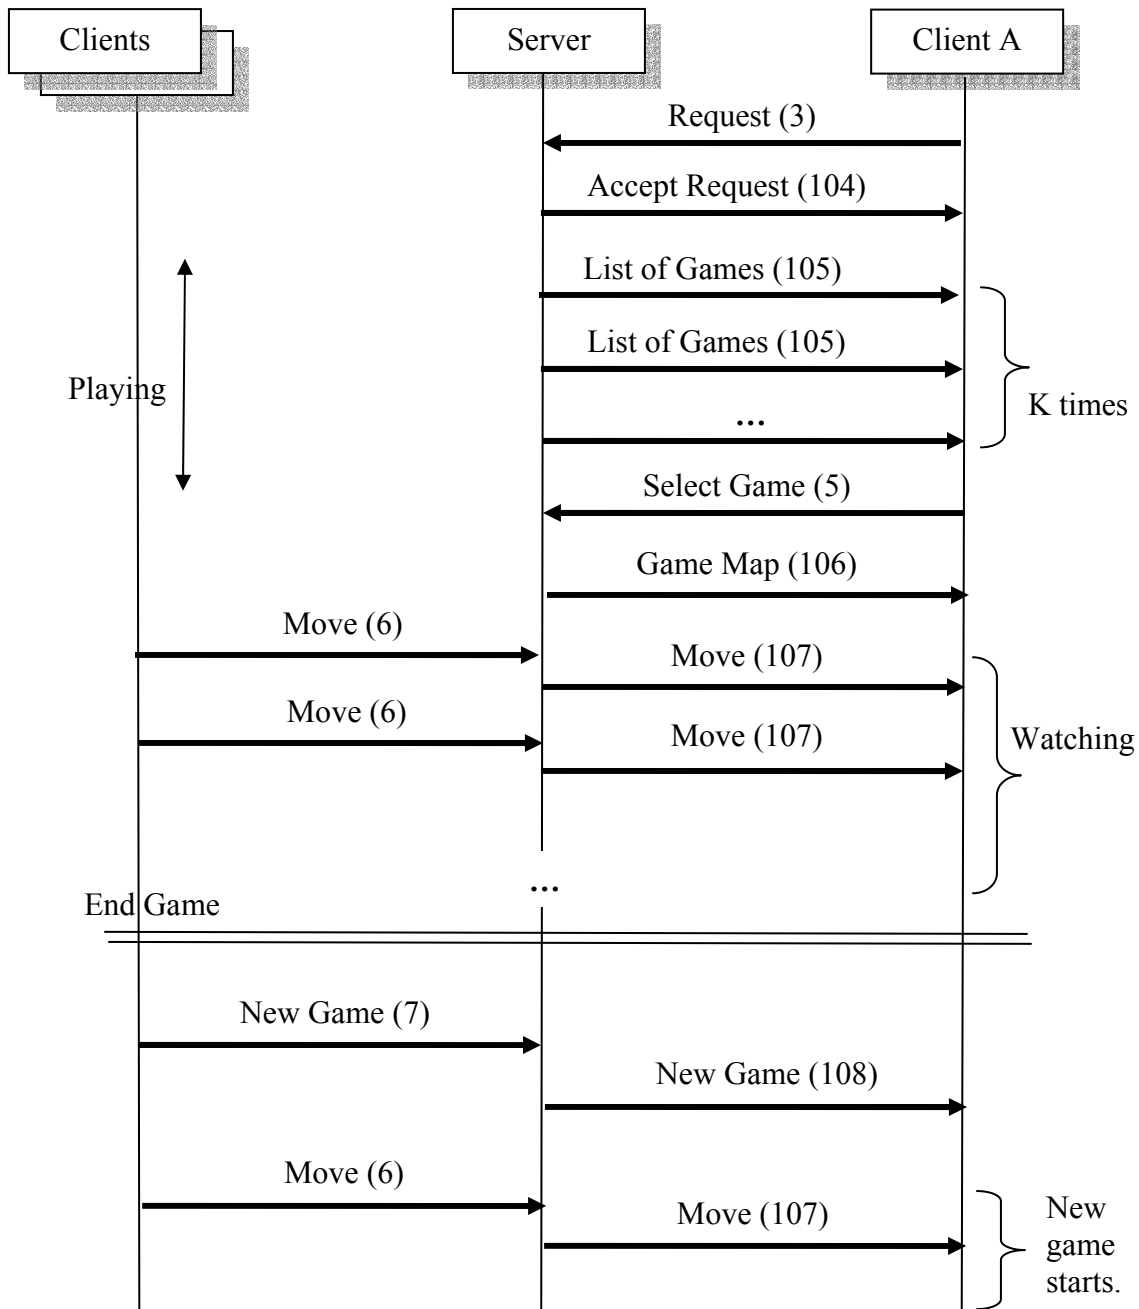 Clients
Server
Client A
Request (3)
Accept Request (104)
List of Games (105)
List of Games (105)
Playing
K times
...
Select Game (5)
Game Map (106)
Move (6)
Move (107)
Move (6)
Move (107)
Watching
...
End Game
New Game (7)
New Game (108)
Move (6)
Move (107)
New
game
starts.